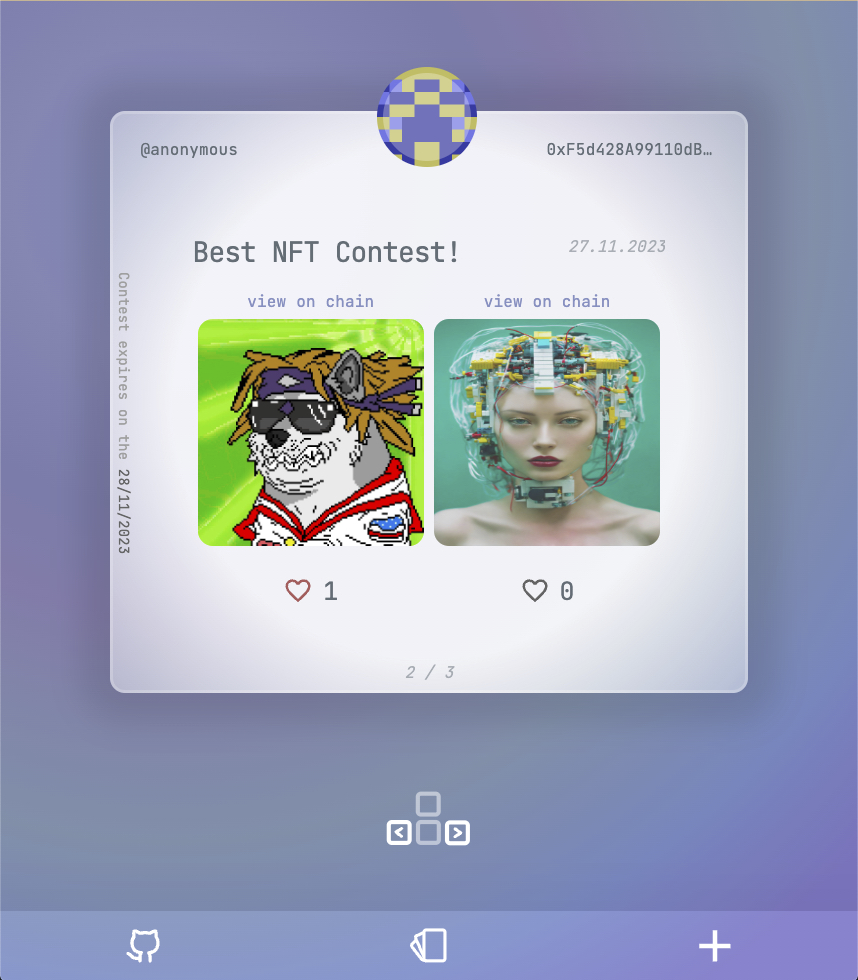 @anonymous
0xF5d428A99110dB…
Best NFT Contest!
27.11.2023
view on chain
view on chain
Contest expires on the 28/11/2023
1
0
2 / 3